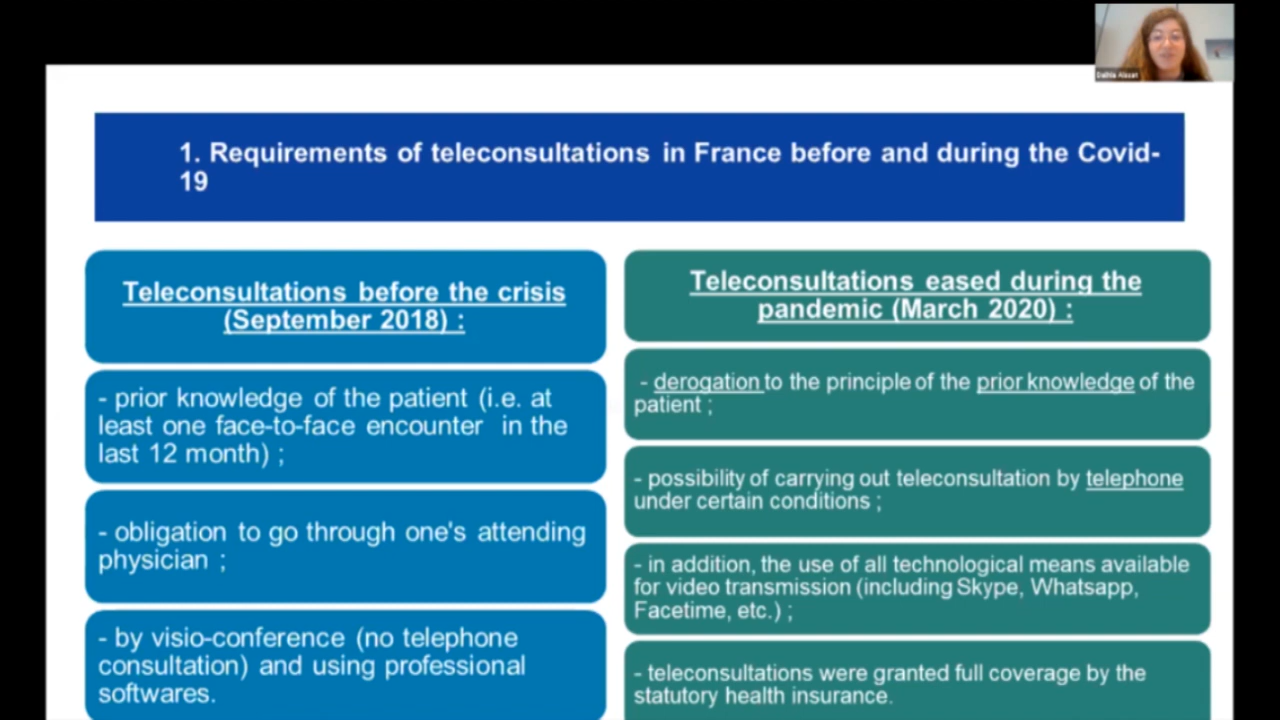 1. Requirements of teleconsultations in France before and during the Covid-
19
Teleconsultations before the crisis
(September 2018) :
- prior knowledge of the patient (i.e. at
least one face-to-face encounter in the
last 12 month) ;
- obligation to go through one's attending
physician ;
- by visio-conference (no telephone
consultation) and using professional
softwares.
Teleconsultations eased during the
pandemic (March 2020) :
- derogation to the principle of the prior knowledge of the
patient ;
- possibility of carrying out teleconsultation by telephone
under certain conditions ;
- in addition, the use of all technological means available
for video transmission (including Skype, Whatsapp,
Facetime, etc.) ;
- teleconsultations were granted full coverage by the
statutory health insurance.